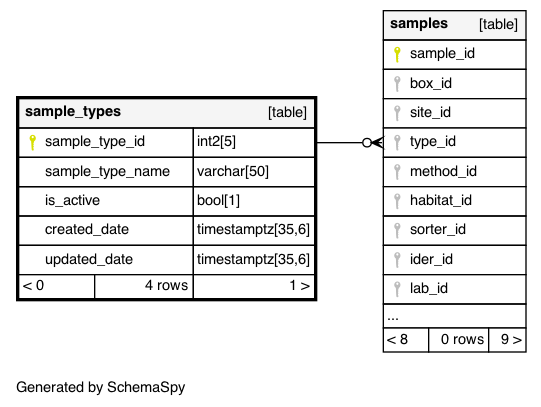 sample_types [table]
sample_type_id int2[5]
sample_type_name varchar[50]
is_active bool[1]
created_date timestamptz[35,6]
updated_date timestamptz[35,6]
< 0 4 rows 1 >
samples [table]
sample_id
box_id
site_id
type_id
method_id
habitat_id
sorter_id
ider_id
lab_id
...
< 8 0 rows 9 >
Generated by SchemaSpy